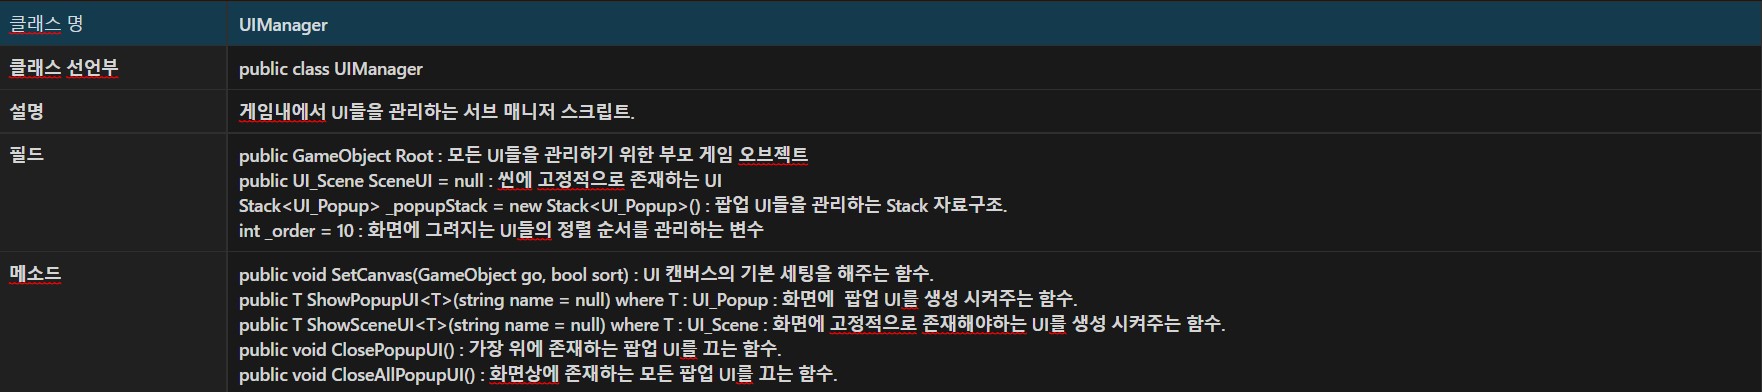 클래스 명 UIManager
클래스 선언부 public class UIManager
설명 게임내에서 UI들을 관리하는 서브 매니저 스크립트.
필드 public GameObject Root : 모든 UI들을 관리하기 위한 부모 게임 오브젝트
public UI_Scene SceneUI = null : 씬에 고정적으로 존재하는 UI
Stack<UI_Popup> _popupStack = new Stack<UI_Popup>() : 팝업 UI들을 관리하는 Stack 자료구조.
int _order = 10 : 화면에 그려지는 UI들의 정렬 순서를 관리하는 변수
메소드 public void SetCanvas(GameObject go, bool sort) : UI 캔버스의 기본 세팅을 해주는 함수.
public T ShowPopupUI<T>(string name = null) where T : UI_Popup : 화면에  팝업 UI를 생성 시켜주는 함수.
public T ShowSceneUI<T>(string name = null) where T : UI_Scene : 화면에 고정적으로 존재해야하는 UI를 생성 시켜주는 함수.
public void ClosePopupUI() : 가장 위에 존재하는 팝업 UI를 끄는 함수.
public void CloseAllPopupUI() : 화면상에 존재하는 모든 팝업 UI를 끄는 함수.